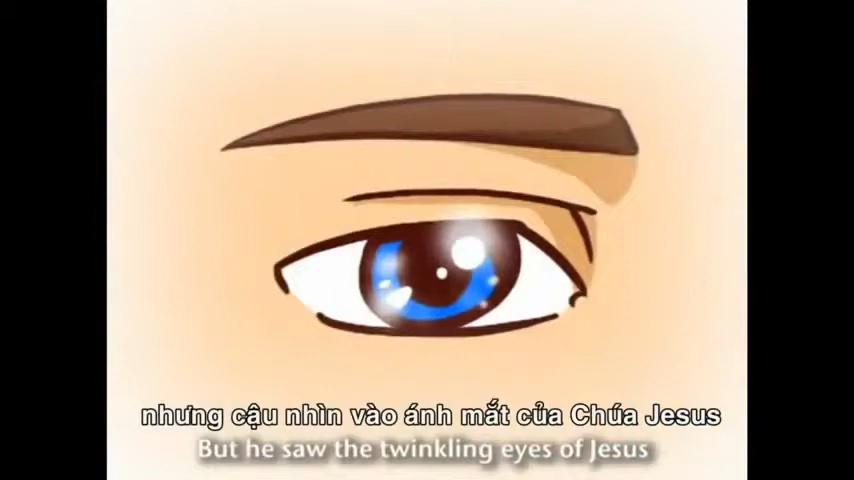 nhưng cậu nhìn vào ánh mắt của Chúa Jesus
But he saw the twinkling eyes of Jesus